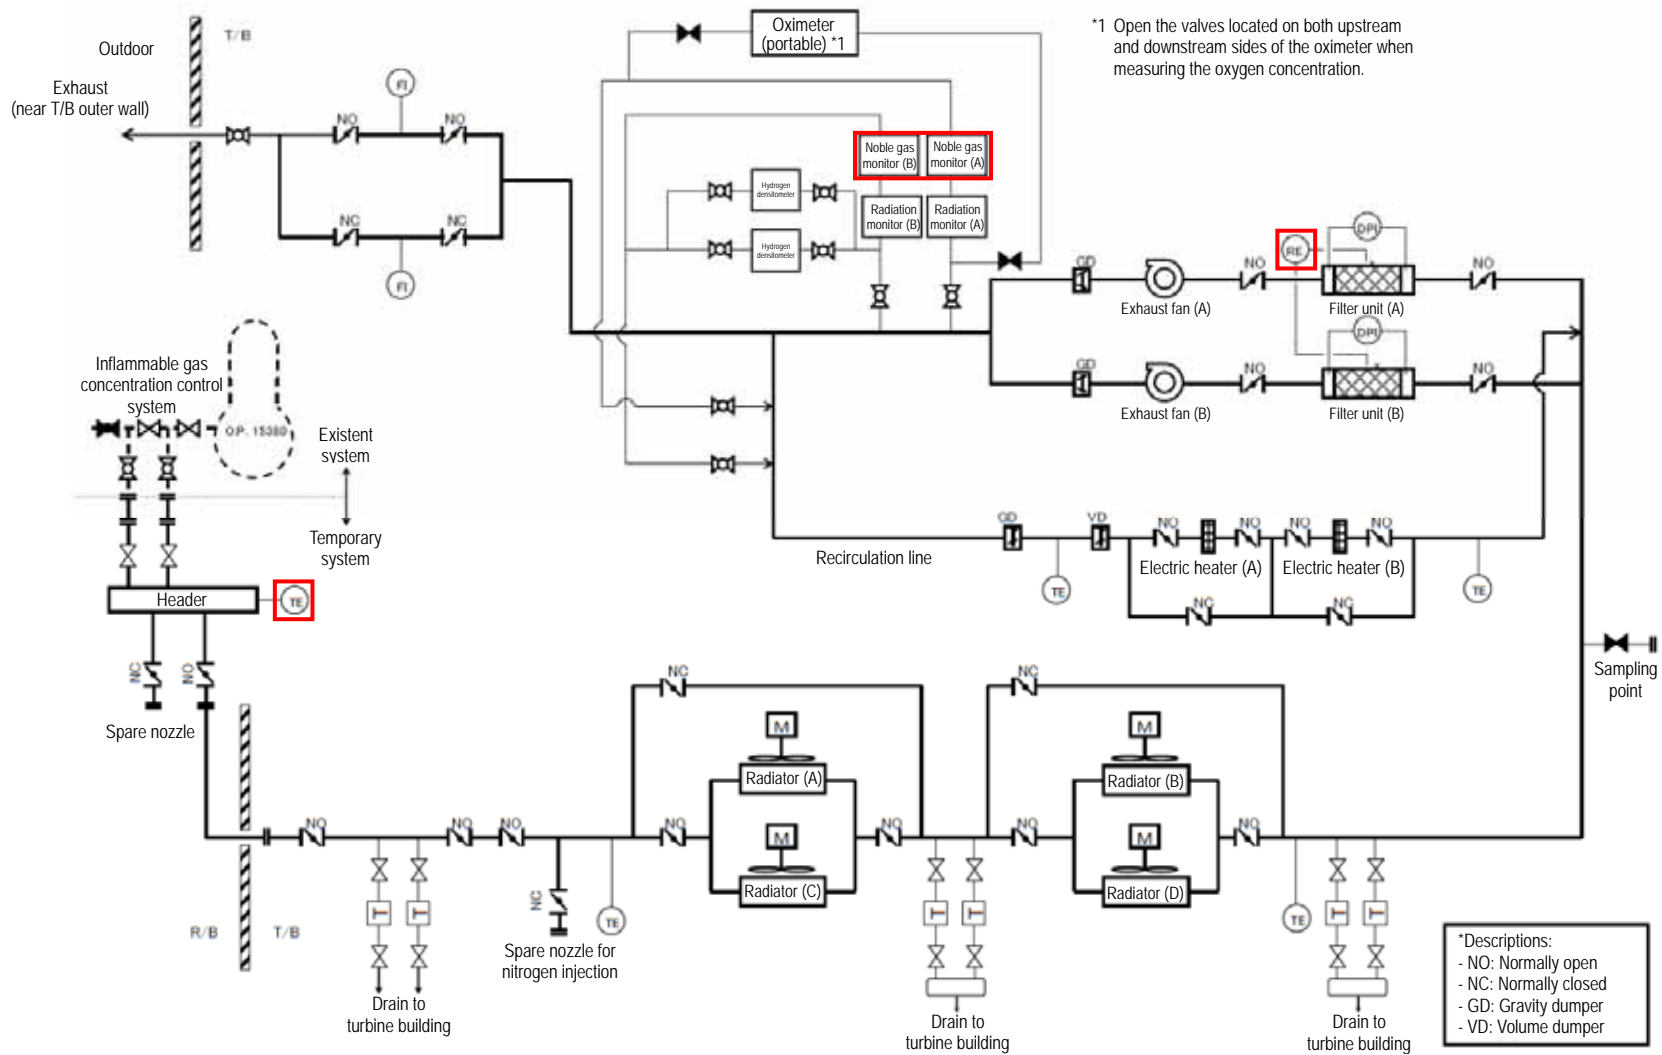 Outdoor
T/B
Exhaust
(near T/B outer wall)
FI
NO
NO
NC
NC
FI
Oximeter
(portable) *1
*1 Open the valves located on both upstream
and downstream sides of the oximeter when
measuring the oxygen concentration.
Noble gas
monitor (B)
Noble gas
monitor (A)
Hydrogen
densitometer
Radiation
monitor (B)
Radiation
monitor (A)
Hydrogen
densitometer
GD
Exhaust fan (A)
NO
RE
DPI
Filter unit (A)
NO
GD
Exhaust fan (B)
NO
DPI
Filter unit (B)
NO
Inflammable gas
concentration control
system
O.P. 15380
Existent
system
Temporary
system
Header
TE
NC
NO
Spare nozzle
Recirculation line
GD
TE
VD
NO
NO
NO
NO
Electric heater (A)
Electric heater (B)
NC
NC
TE
Sampling
point
R/B
T/B
NO
NO
NO
T
T
Drain to
turbine building
NC
Spare nozzle for
nitrogen injection
TE
NC
NO
M
Radiator (A)
M
Radiator (C)
NO
T
T
Drain to
turbine building
NC
NO
M
Radiator (B)
M
Radiator (D)
NO
TE
T
T
Drain to
turbine building
*Descriptions:
- NO: Normally open
- NC: Normally closed
- GD: Gravity dumper
- VD: Volume dumper